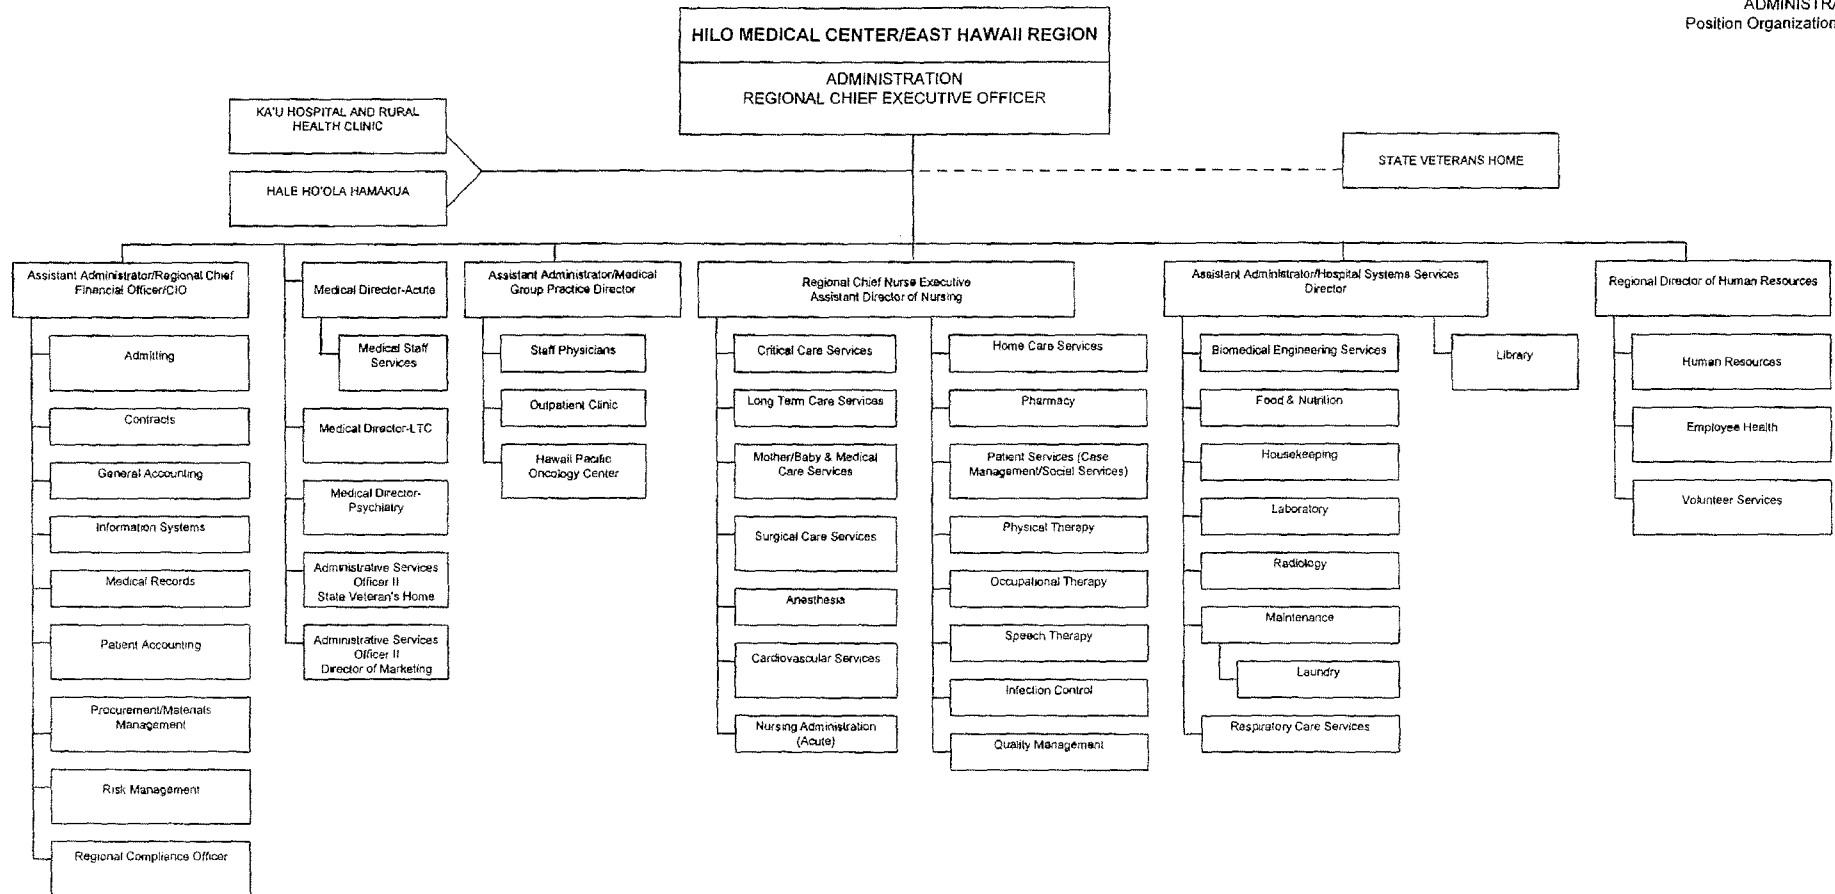 ADMINISTRA
Position Organization
HILO MEDICAL CENTER/EAST HAWAII REGION
ADMINISTRATION
REGIONAL CHIEF EXECUTIVE OFFICER
KA'U HOSPITAL AND RURAL
HEALTH CLINIC
HALE HO'OLA HAMAKUA
STATE VETERANS HOME
Assistant Administrator/Regional Chief
Financial Officer/CIO
Admitting
Contracts
General Accounting
Information Systems
Medical Records
Patient Accounting
Procurement/Materials
Management
Risk Management
Regional Compliance Officer
Medical Director-Acute
Medical Staff
Services
Medical Director-LTC
Medical Director-
Psychiatry
Administrative Services
Officer II
State Veteran's Home
Administrative Services
Officer II
Director of Marketing
Assistant Administrator/Medical
Group Practice Director
Staff Physicians
Outpatient Clinic
Hawaii Pacific
Oncology Center
Regional Chief Nurse Executive
Assistant Director of Nursing
Critical Care Services
Long Term Care Services
Mother/Baby & Medical
Care Services
Surgical Care Services
Anesthesia
Cardiovascular Services
Nursing Administration
(Acute)
Home Care Services
Pharmacy
Patient Services (Case
Management/Social Services)
Physical Therapy
Occupational Therapy
Speech Therapy
Infection Control
Quality Management
Assistant Administrator/Hospital Systems Services
Director
Biomedical Engineering Services
Food & Nutrition
Housekeeping
Laboratory
Radiology
Maintenance
Laundry
Respiratory Care Services
Library
Regional Director of Human Resources
Human Resources
Employee Health
Volunteer Services